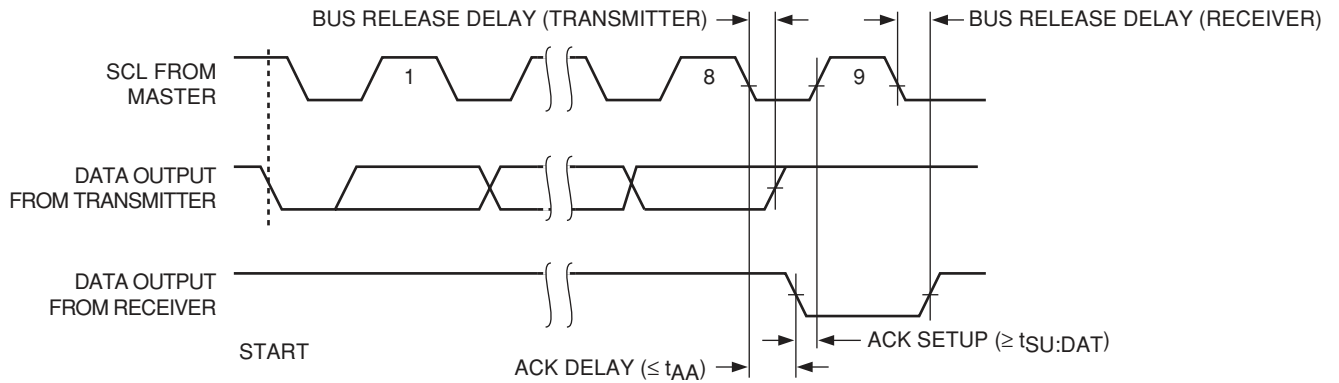 BUS RELEASE DELAY (TRANSMITTER)
BUS RELEASE DELAY (RECEIVER)
SCL FROM
MASTER
1
8
9
DATA OUTPUT
FROM TRANSMITTER
DATA OUTPUT
FROM RECEIVER
START
ACK SETUP (≥ tSU:DAT)
ACK DELAY (≤ tAA)